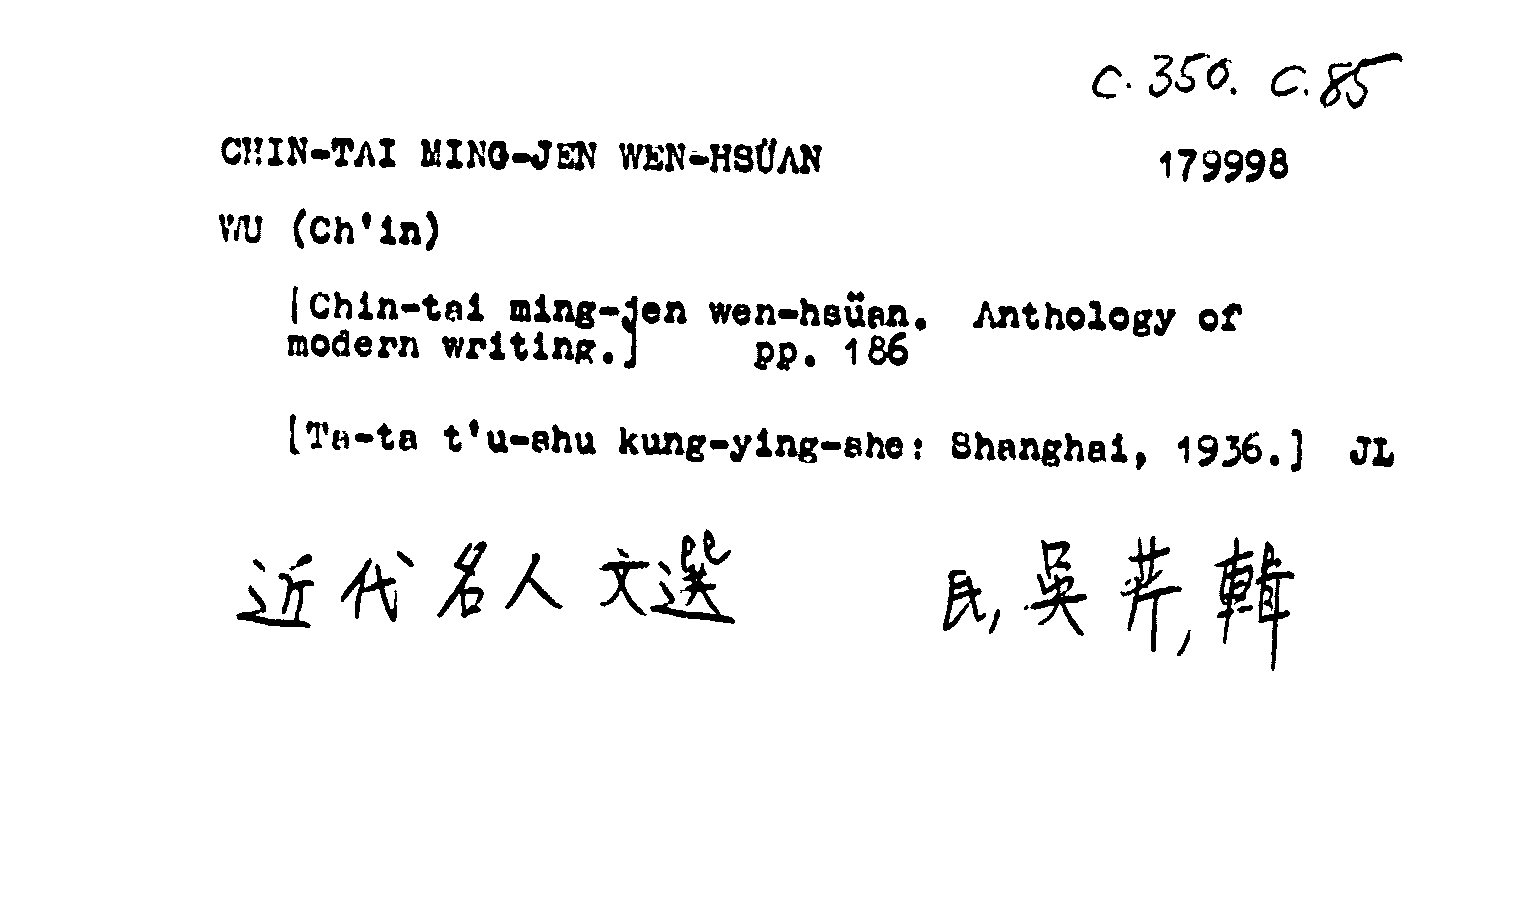 C. 350. C. 85
CHIN-TAI MING-JEN WEN-HSÜAN 179998
WU (Ch'in)
[Chin-tai ming-jen wen-hsüan. Anthology of
modern writing.] pp. 186
[Ta-ta t'u-shu kung-ying-she: Shanghai, 1936.] JL
近代名人文選 民, 吳芹, 輯